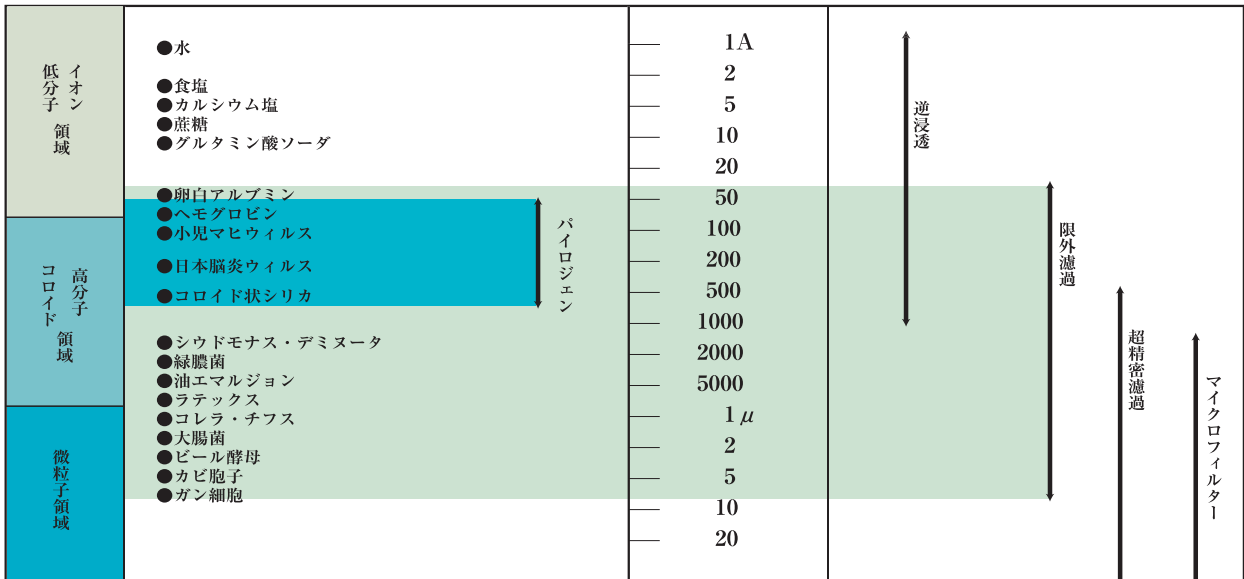 イオン
低分子
領域
高分子
コロイド
領域
微粒子領域
●水
●食塩
●カルシウム塩
●蔗糖
●グルタミン酸ソーダ
●卵白アルブミン
●ヘモグロビン
●小児マヒウィルス
●日本脳炎ウィルス
●コロイド状シリカ
●シウドモナス・デミヌータ
●緑膿菌
●油エマルジョン
●ラテックス
●コレラ・チフス
●大腸菌
●ビール酵母
●カビ胞子
●ガン細胞
パイロジェン
1A
2
5
10
20
50
100
200
500
1000
2000
5000
1μ
2
5
10
20
逆浸透
限外濾過
超精密濾過
マイクロフィルター